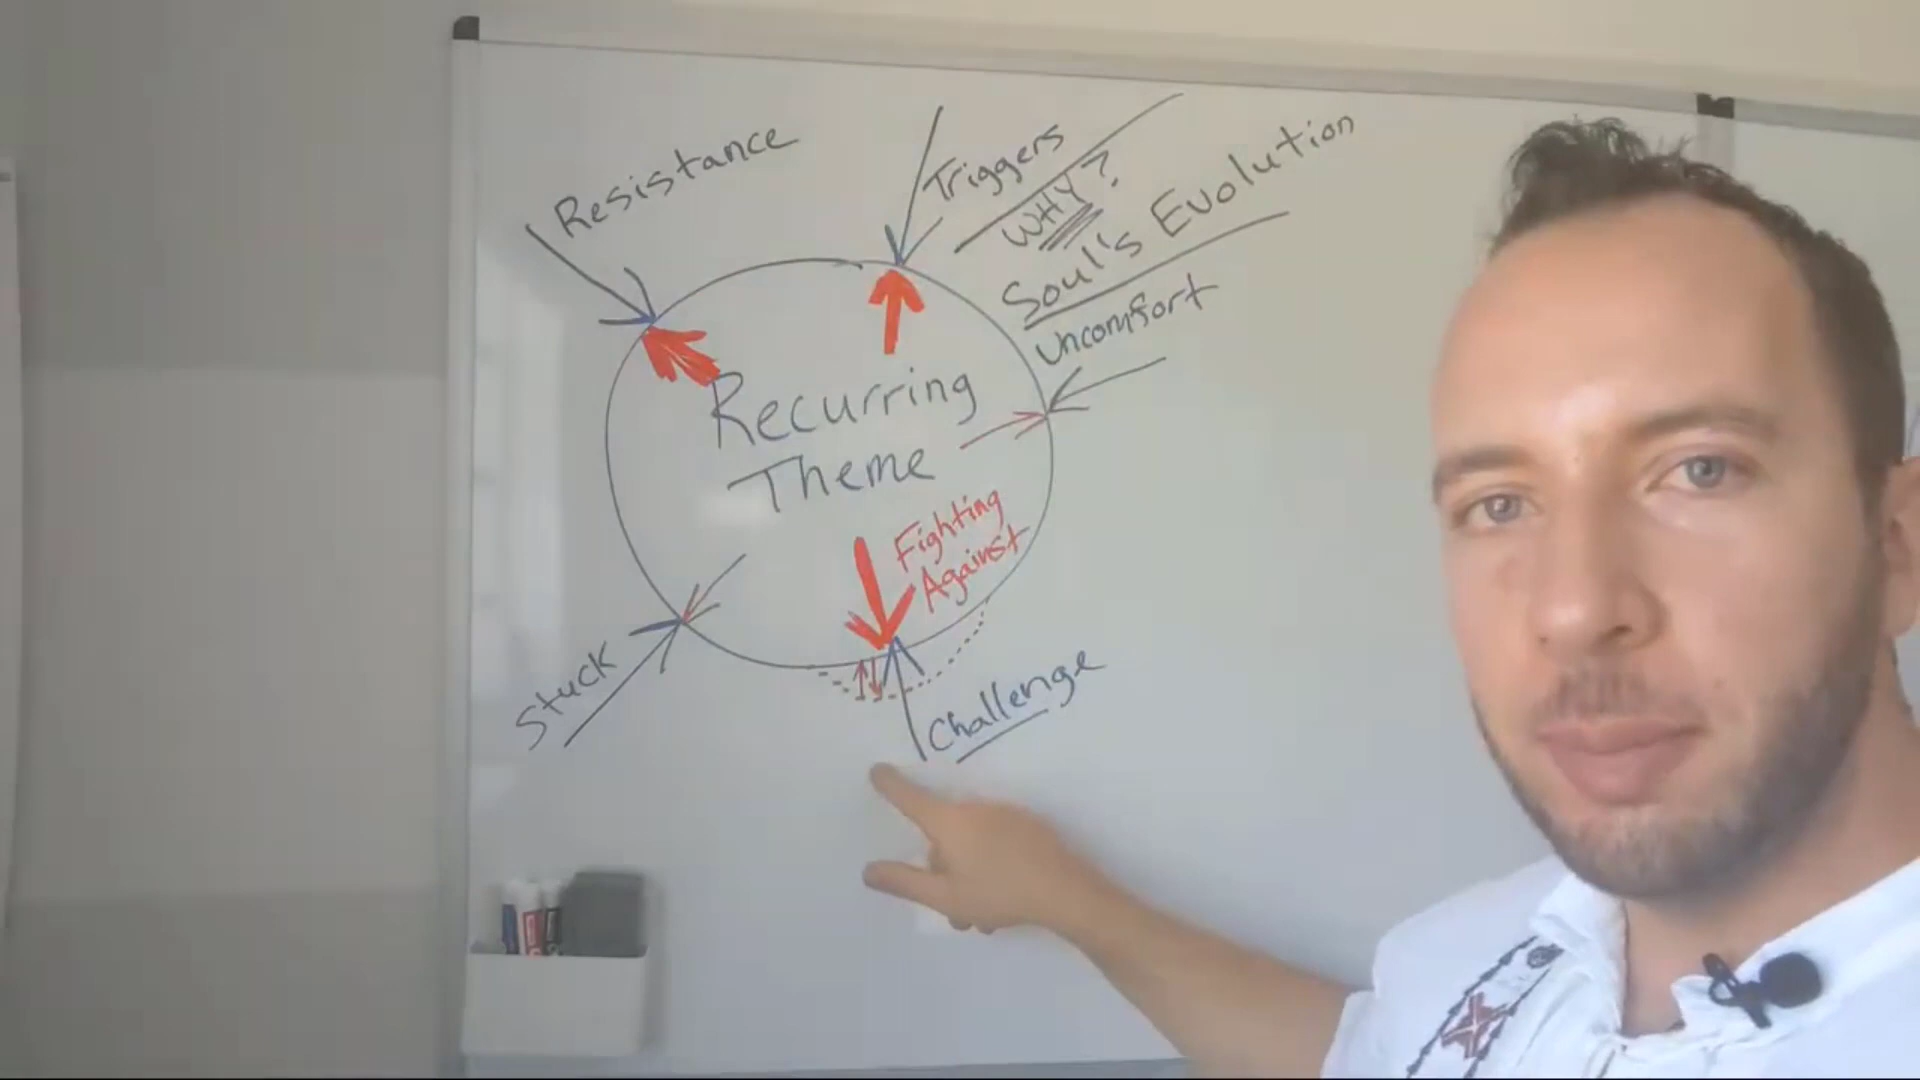 Resistance
Triggers
WHY?
Soul's Evolution
uncomfort
Recurring
Theme
Fighting
Against
Stuck
Challenge